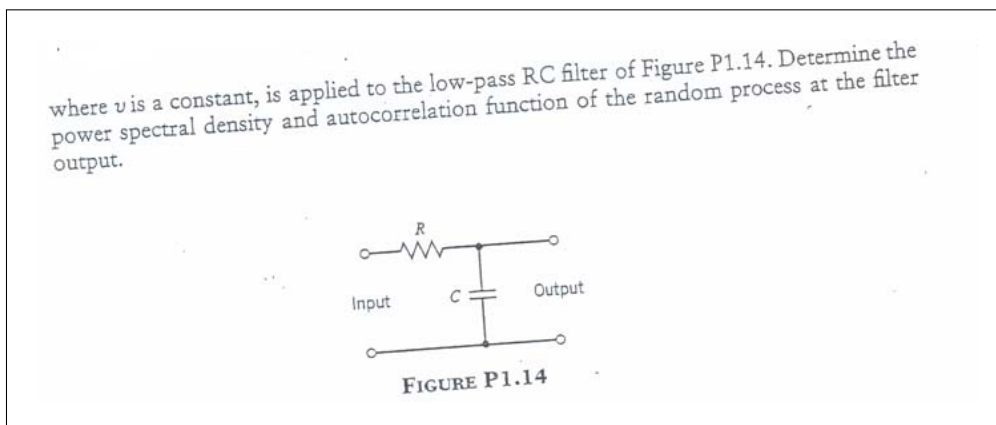 where υ is a constant, is applied to the low-pass RC filter of Figure P1.14. Determine the
power spectral density and autocorrelation function of the random process at the filter
output.
R
Input
C
Output
FIGURE P1.14